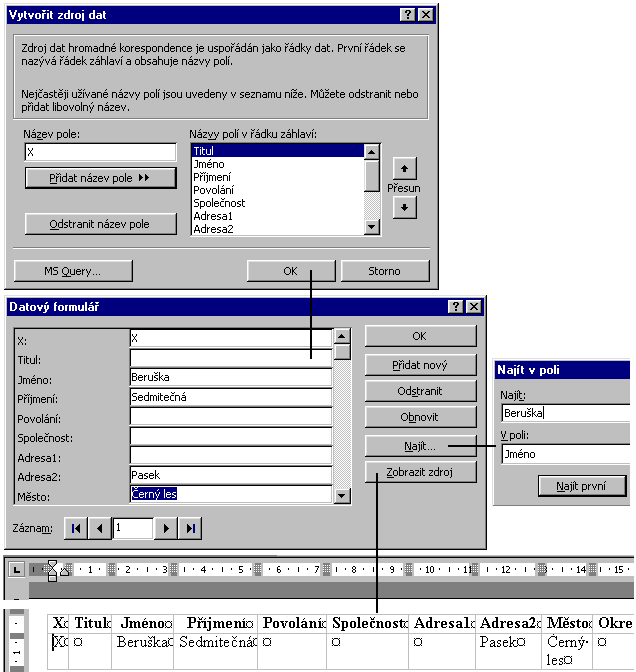 Vytvořit zdroj dat
Zdroj dat hromadné korespondence je uspořádán jako řádky dat. První řádek se
nazývá řádek záhlaví a obsahuje názvy polí.
Nejčastěji užívané názvy polí jsou uvedeny v seznamu níže. Můžete odstranit nebo
přidat libovolný název.
Název pole:
X
Přidat název pole
Odstranit název pole
Názvy polí v řádku záhlaví:
Titul
Jméno
Příjmení
Povolání
Společnost
Adresa1
Adresa2
Přesun
MS Query...
OK
Storno
Datový formulář
X: X
Titul:
Jméno: Beruška
Příjmení: Sedmitečná
Povolání:
Společnost:
Adresa1:
Adresa2: Pasek
Město: Černý les
OK
Přidat nový
Odstranit
Obnovit
Najít...
Zobrazit zdroj
Záznam: 1
Najít v poli
Najít:
Beruška
V poli:
Jméno
Najít první
L 1 2 3 4 5 6 7 8 9 10 11 12 13 14 15
X¤ Titul¤ Jméno¤ Příjmení¤ Povolání¤ Společnost¤ Adresa1¤ Adresa2¤ Město¤ Okre
1 X¤ ¤ Beruška¤ Sedmitečná¤ ¤ ¤ ¤ Pasek¤ Černý·
les¤